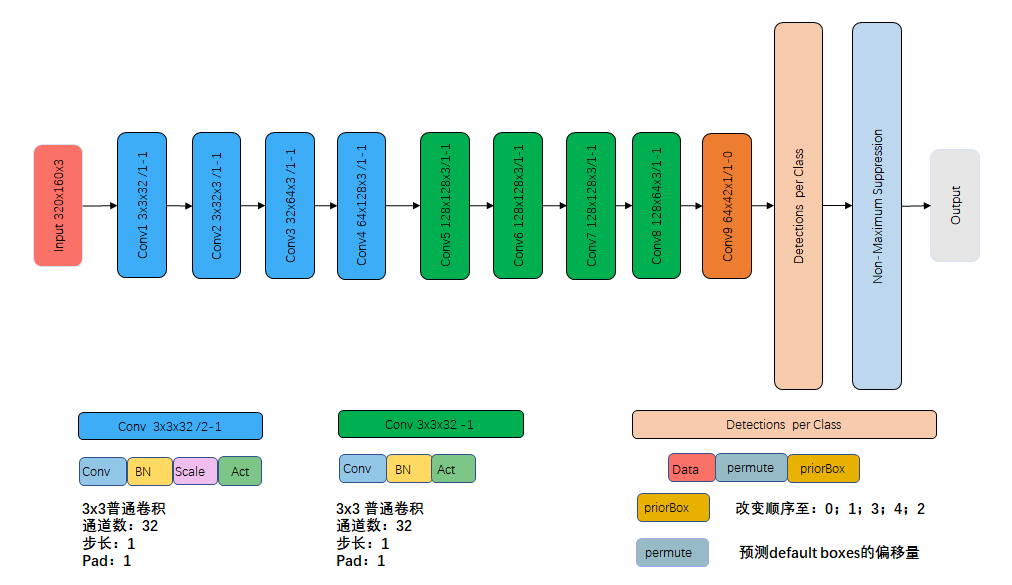 Input 320x160x3
Conv1 3x3x32 /1-1
Conv2 3x32x3 /1-1
Conv3 32x64x3 /1-1
Conv4 64x128x3 /1-1
Conv5 128x128x3/1-1
Conv6 128x128x3/1-1
Conv7 128x128x3/1-1
Conv8 128x64x3/1-1
Conv9 64x42x1/1-0
Detections per Class
Non-Maximum Suppression
Output
Conv 3x3x32 /2-1
Conv BN Scale Act
3x3普通卷积
通道数：32
步长：1
Pad：1
Conv 3x3x32 -1
Conv BN Act
3x3 普通卷积
通道数：32
步长：1
Pad：1
Detections per Class
Data permute priorBox
priorBox 改变顺序至：0；1；3；4；2
permute 预测default boxes的偏移量